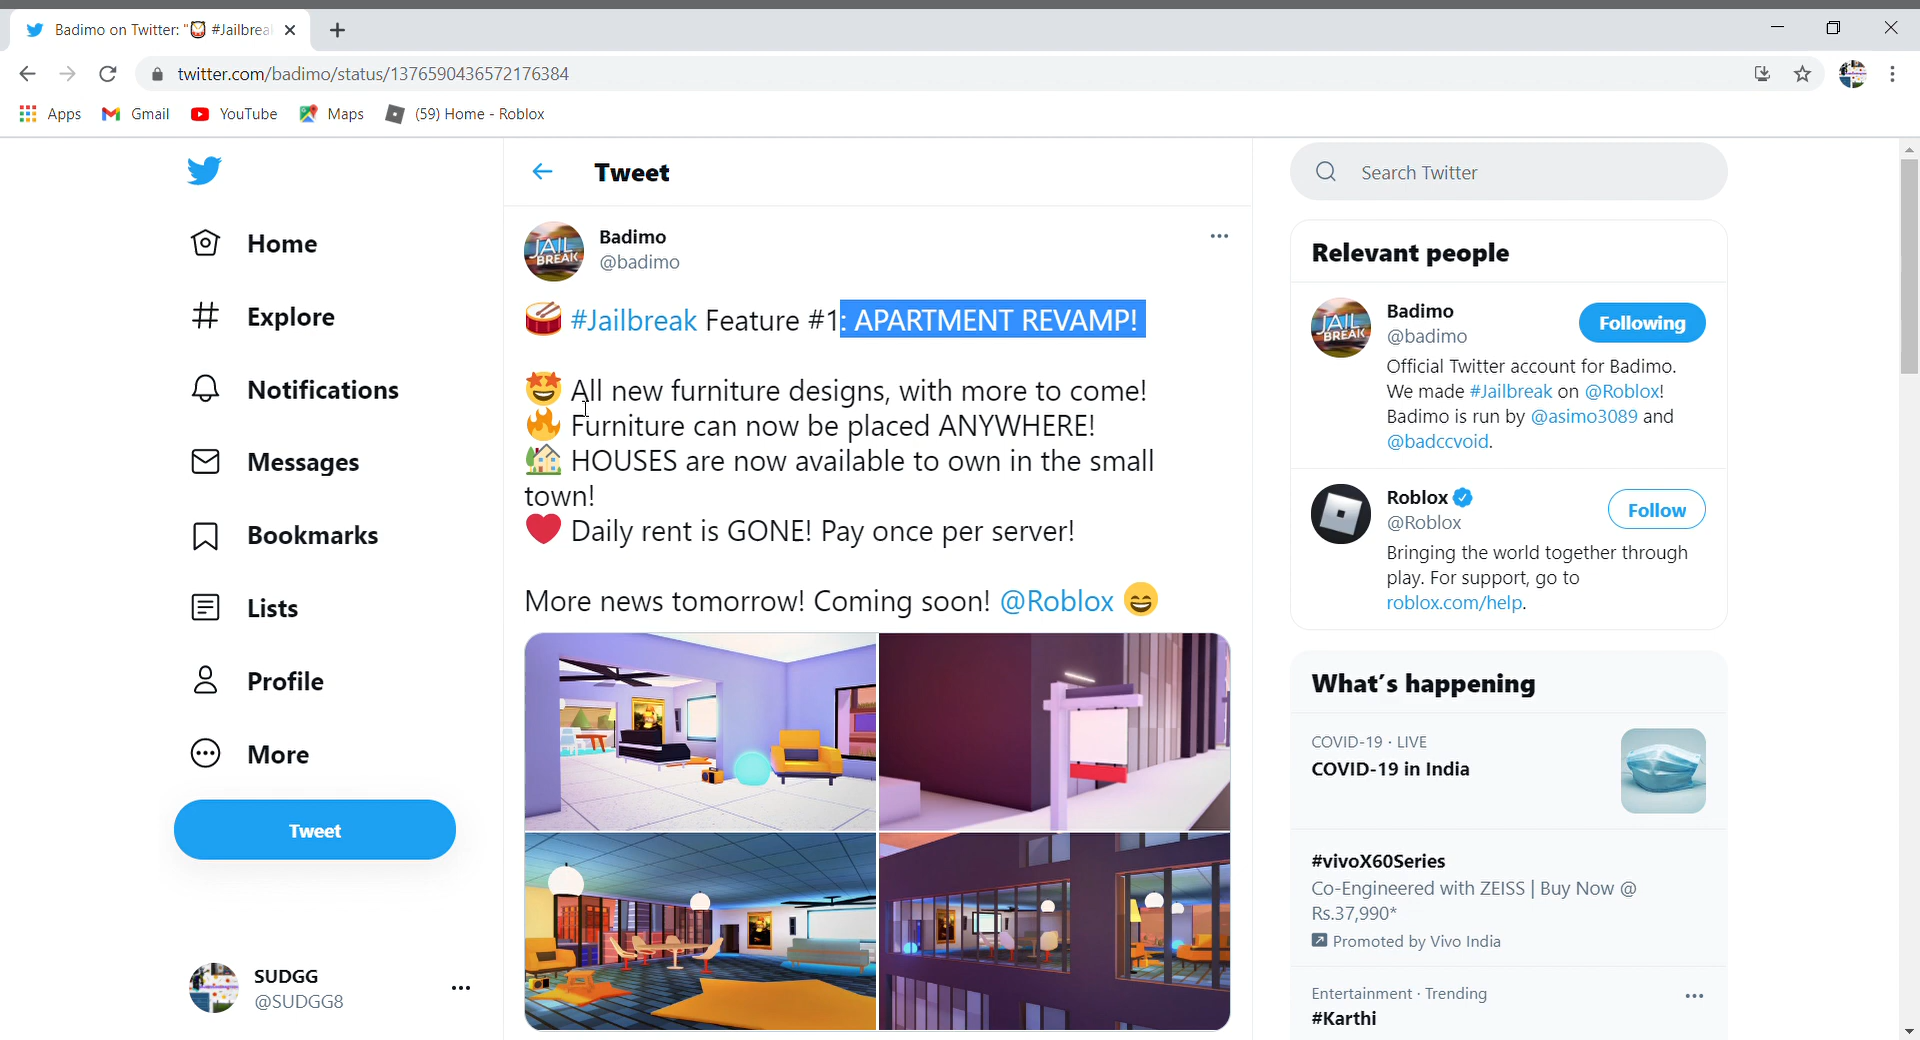 Badimo on Twitter: "🥁 #Jailbrea
twitter.com/badimo/status/1376590436572176384
Apps
Gmail
YouTube
Maps
(59) Home - Roblox
Home
Explore
Notifications
Messages
Bookmarks
Lists
Profile
More
Tweet
SUDGG
@SUDGG8
Tweet
JAIL
BREAK
Badimo
@badimo
🥁 #Jailbreak Feature #1: APARTMENT REVAMP!
🤩 All new furniture designs, with more to come!
🔥 Furniture can now be placed ANYWHERE!
🏡 HOUSES are now available to own in the small
town!
❤️ Daily rent is GONE! Pay once per server!
More news tomorrow! Coming soon! @Roblox 😄
Search Twitter
Relevant people
JAIL
BREAK
Badimo
@badimo
Following
Official Twitter account for Badimo.
We made #Jailbreak on @Roblox!
Badimo is run by @asimo3089 and
@badccvoid.
Roblox
@Roblox
Follow
Bringing the world together through
play. For support, go to
roblox.com/help.
What's happening
COVID-19 · LIVE
COVID-19 in India
#vivoX60Series
Co-Engineered with ZEISS | Buy Now @
Rs.37,990*
Promoted by Vivo India
Entertainment · Trending
#Karthi